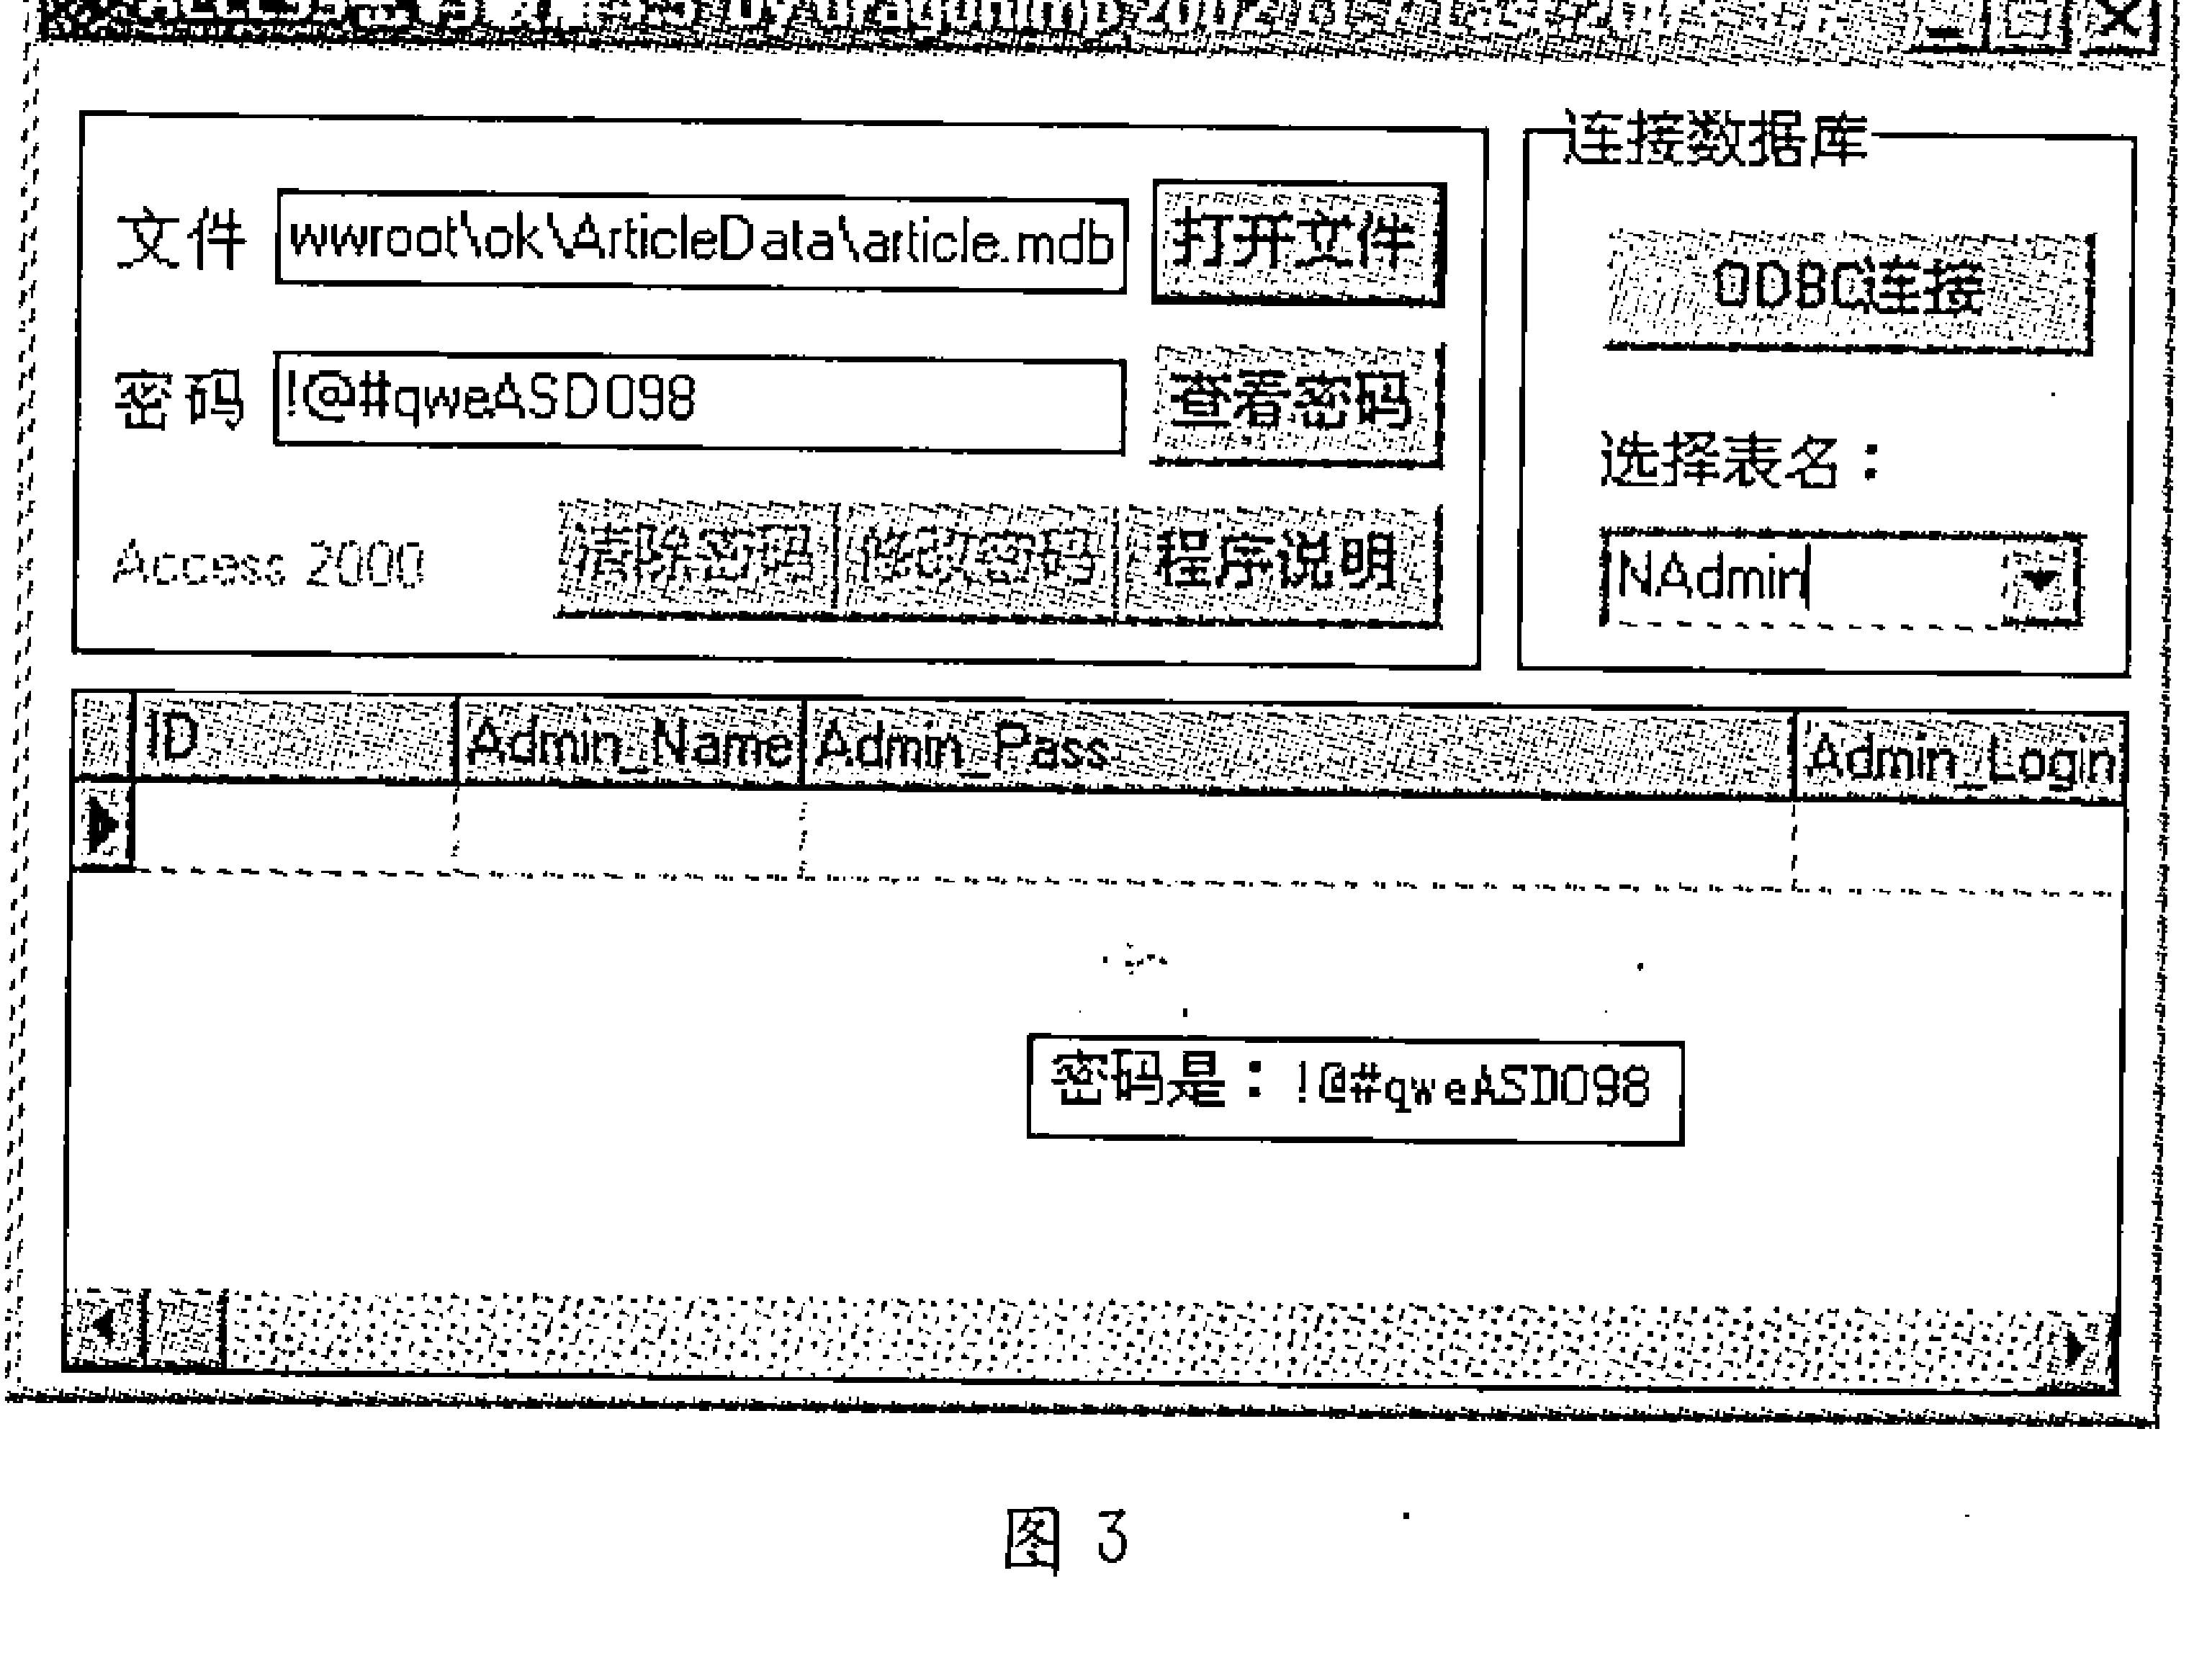 文件 wwroot\ok\ArticleData\article.mdb 打开文件
密码 !@#qweASD098 查看密码
Access 2000 清除密码 修改密码 程序说明
连接数据库
ODBC连接
选择表名：
NAdmin
ID Admin_Name Admin_Pass Admin_Login
密码是：!@#qweASD098
图 3